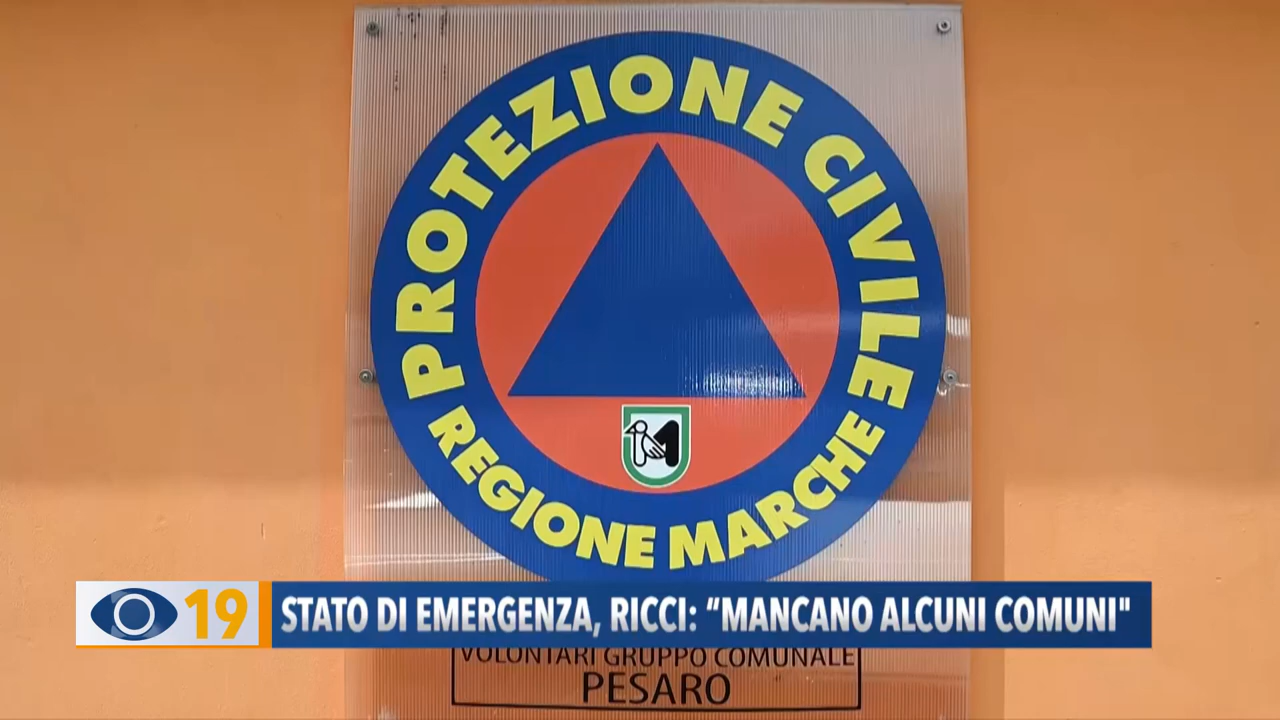 PROTEZIONE CIVILE
REGIONE MARCHE
19
STATO DI EMERGENZA, RICCI: “MANCANO ALCUNI COMUNI"
VOLONTARI GRUPPO COMUNALE
PESARO